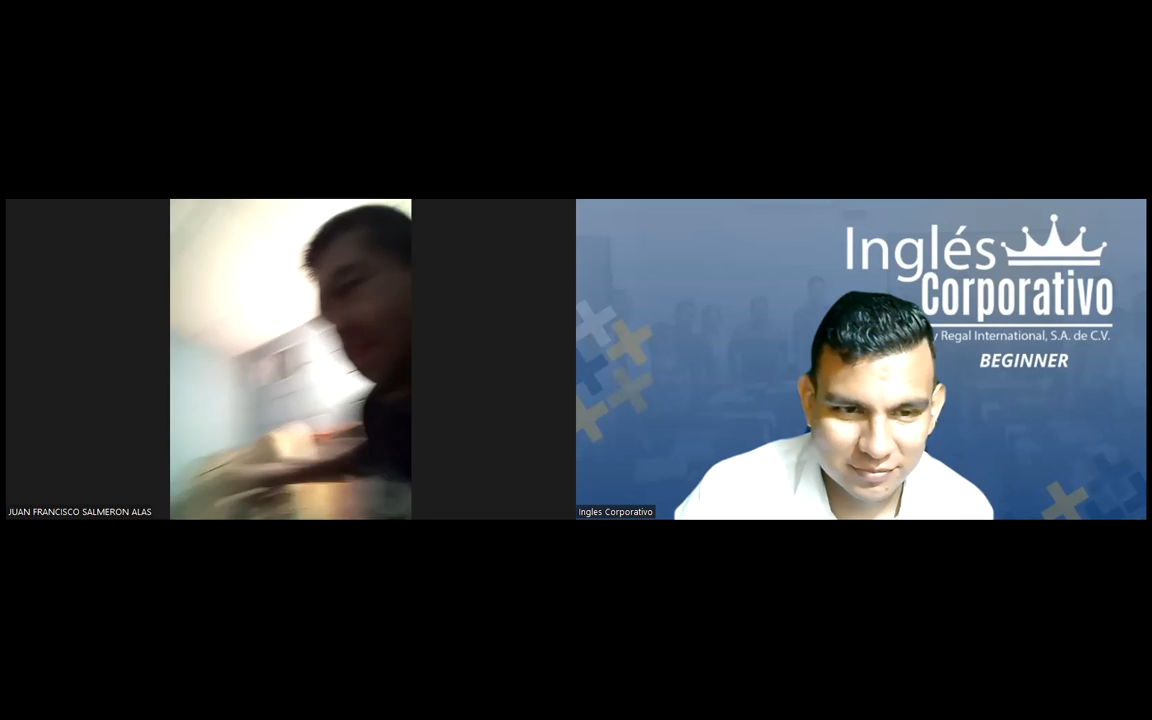 Inglés
Corporativo
y Regal International, S.A. de C.V.
BEGINNER
JUAN FRANCISCO SALMERON ALAS
Ingles Corporativo